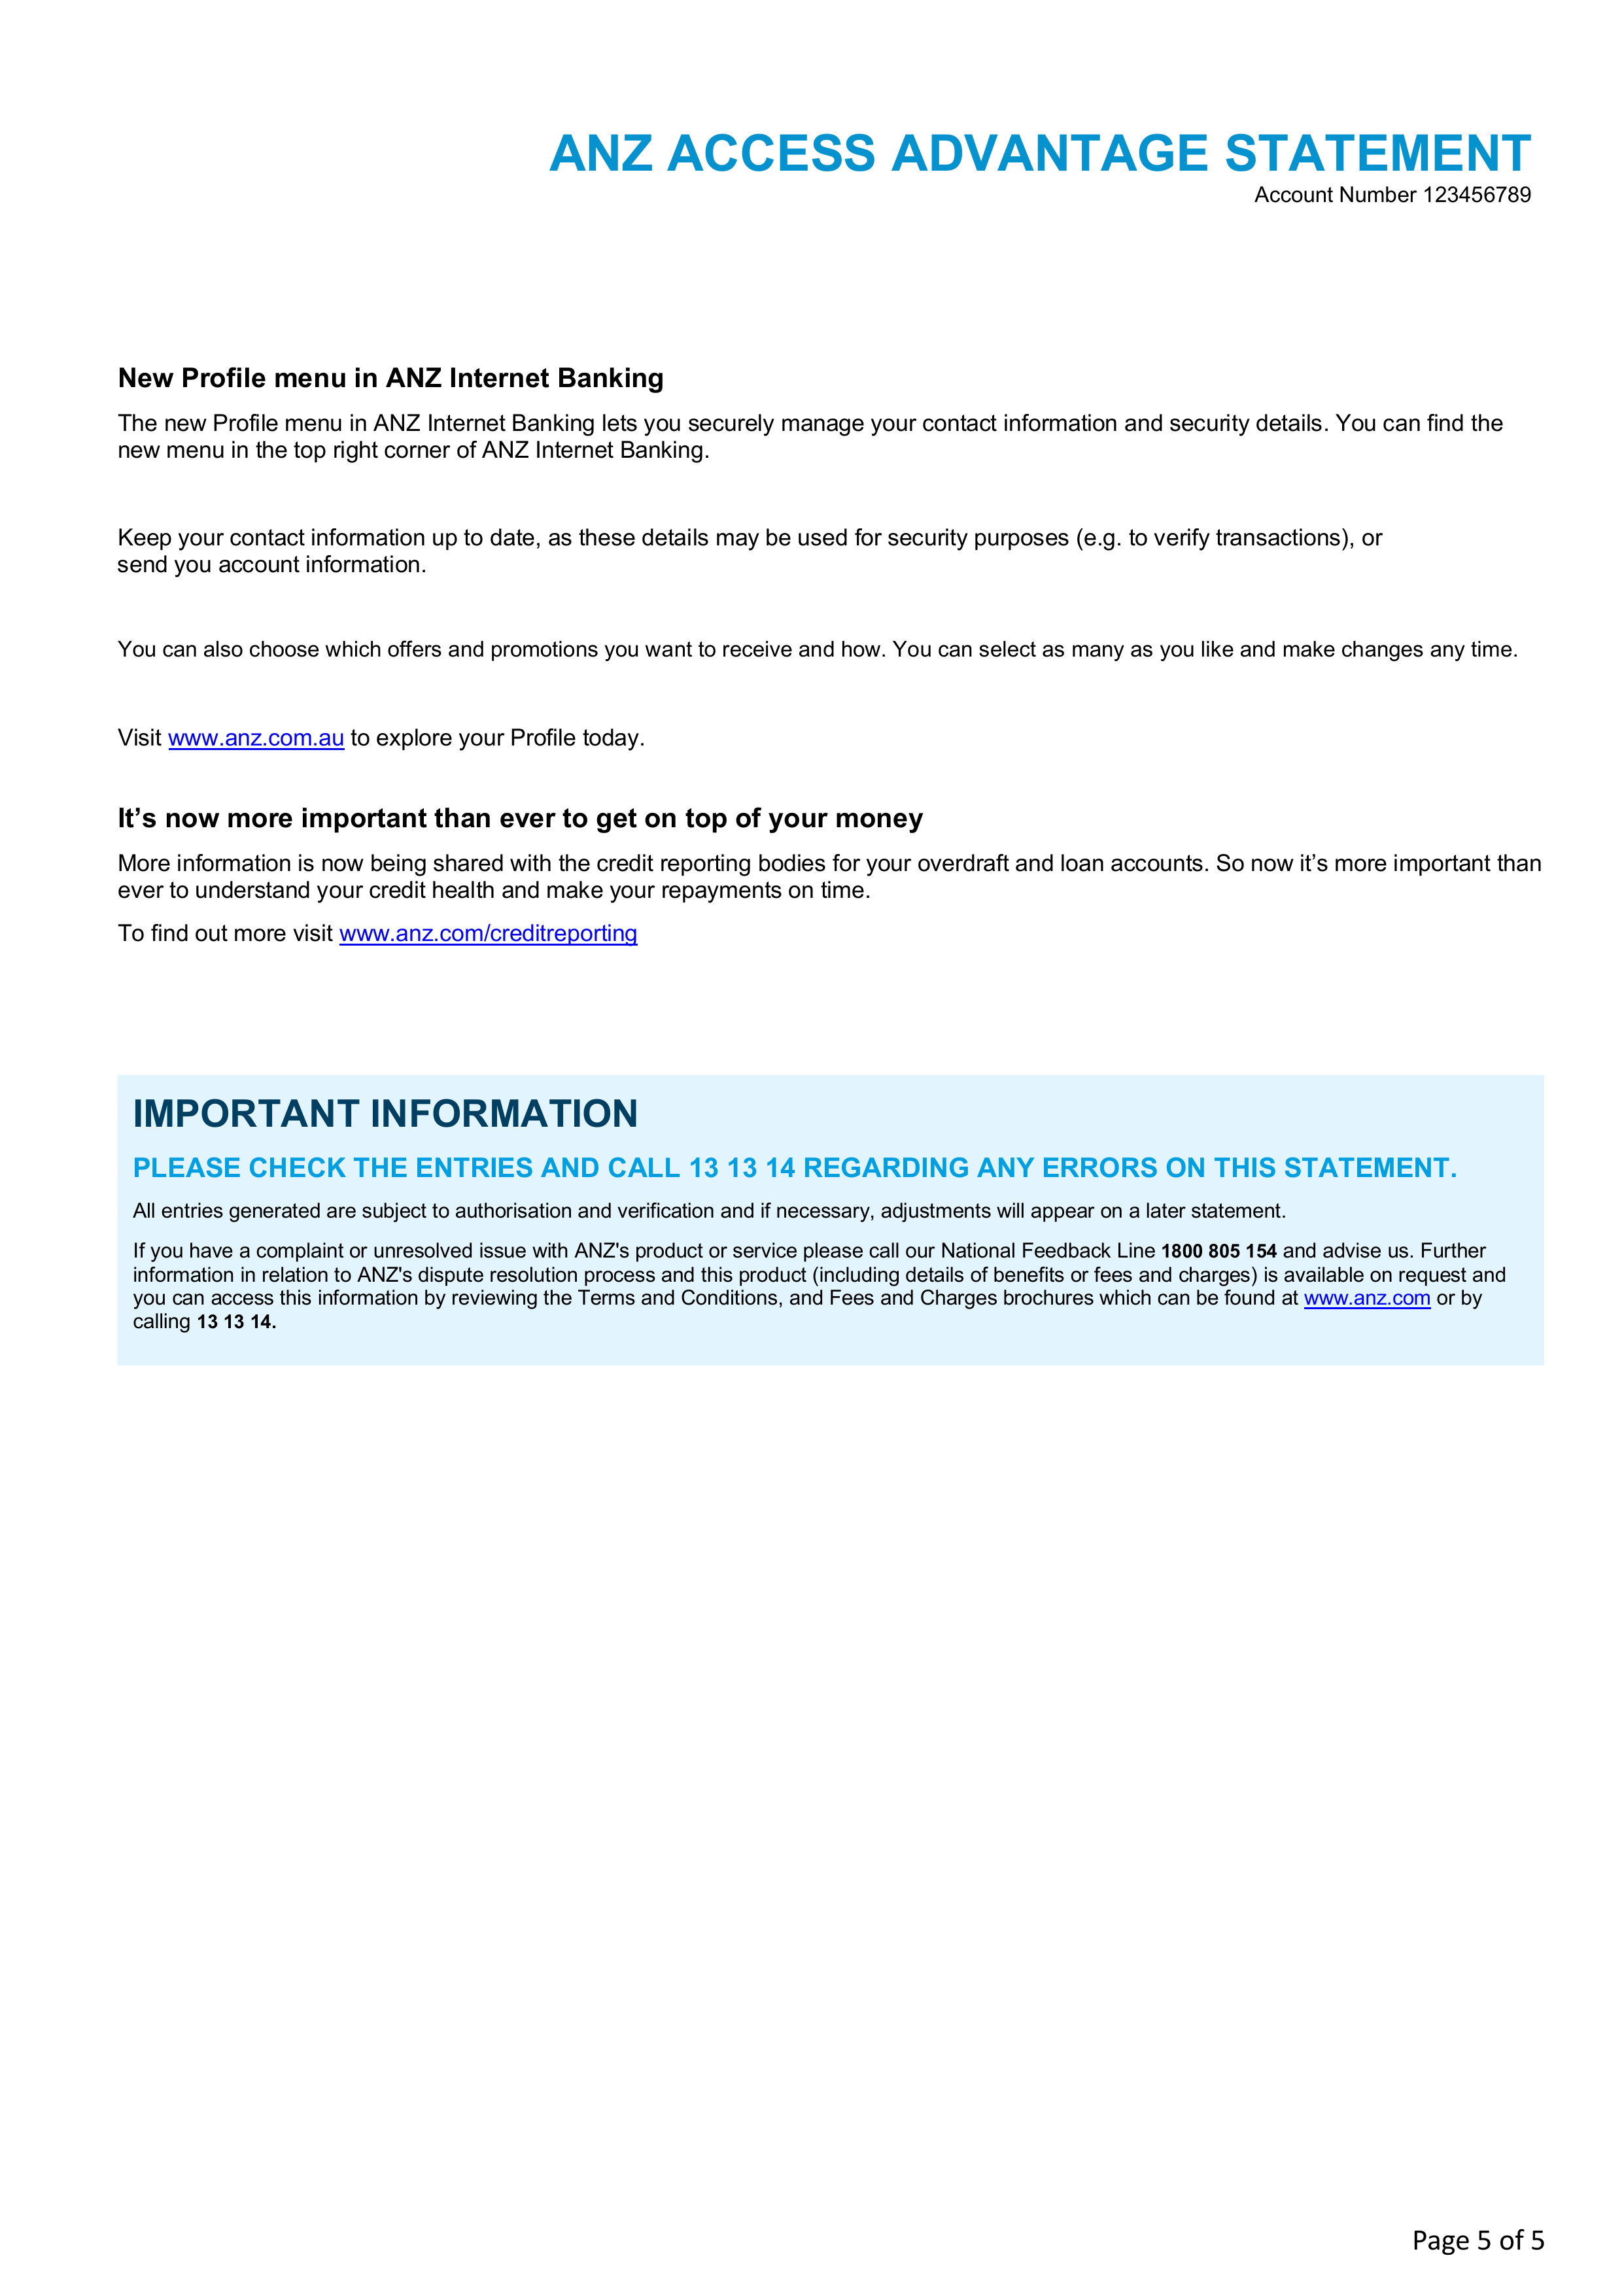 ANZ ACCESS ADVANTAGE STATEMENT
Account Number 123456789
New Profile menu in ANZ Internet Banking
The new Profile menu in ANZ Internet Banking lets you securely manage your contact information and security details. You can find the
new menu in the top right corner of ANZ Internet Banking.
Keep your contact information up to date, as these details may be used for security purposes (e.g. to verify transactions), or
send you account information.
You can also choose which offers and promotions you want to receive and how. You can select as many as you like and make changes any time.
Visit www.anz.com.au to explore your Profile today.
It’s now more important than ever to get on top of your money
More information is now being shared with the credit reporting bodies for your overdraft and loan accounts. So now it’s more important than
ever to understand your credit health and make your repayments on time.
To find out more visit www.anz.com/creditreporting
IMPORTANT INFORMATION
PLEASE CHECK THE ENTRIES AND CALL 13 13 14 REGARDING ANY ERRORS ON THIS STATEMENT.
All entries generated are subject to authorisation and verification and if necessary, adjustments will appear on a later statement.
If you have a complaint or unresolved issue with ANZ's product or service please call our National Feedback Line 1800 805 154 and advise us. Further
information in relation to ANZ's dispute resolution process and this product (including details of benefits or fees and charges) is available on request and
you can access this information by reviewing the Terms and Conditions, and Fees and Charges brochures which can be found at www.anz.com or by
calling 13 13 14.
Page 5 of 5